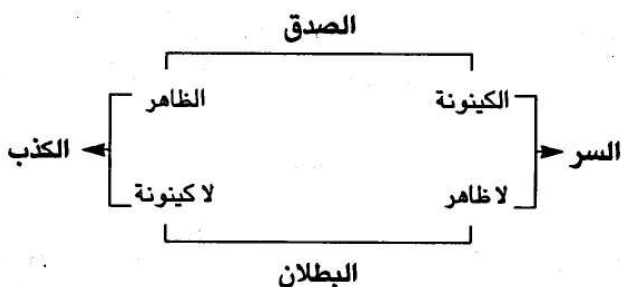 الصدق
الكينونة
الظاهر
السر
الكذب
لا ظاهر
لا كينونة
البطلان